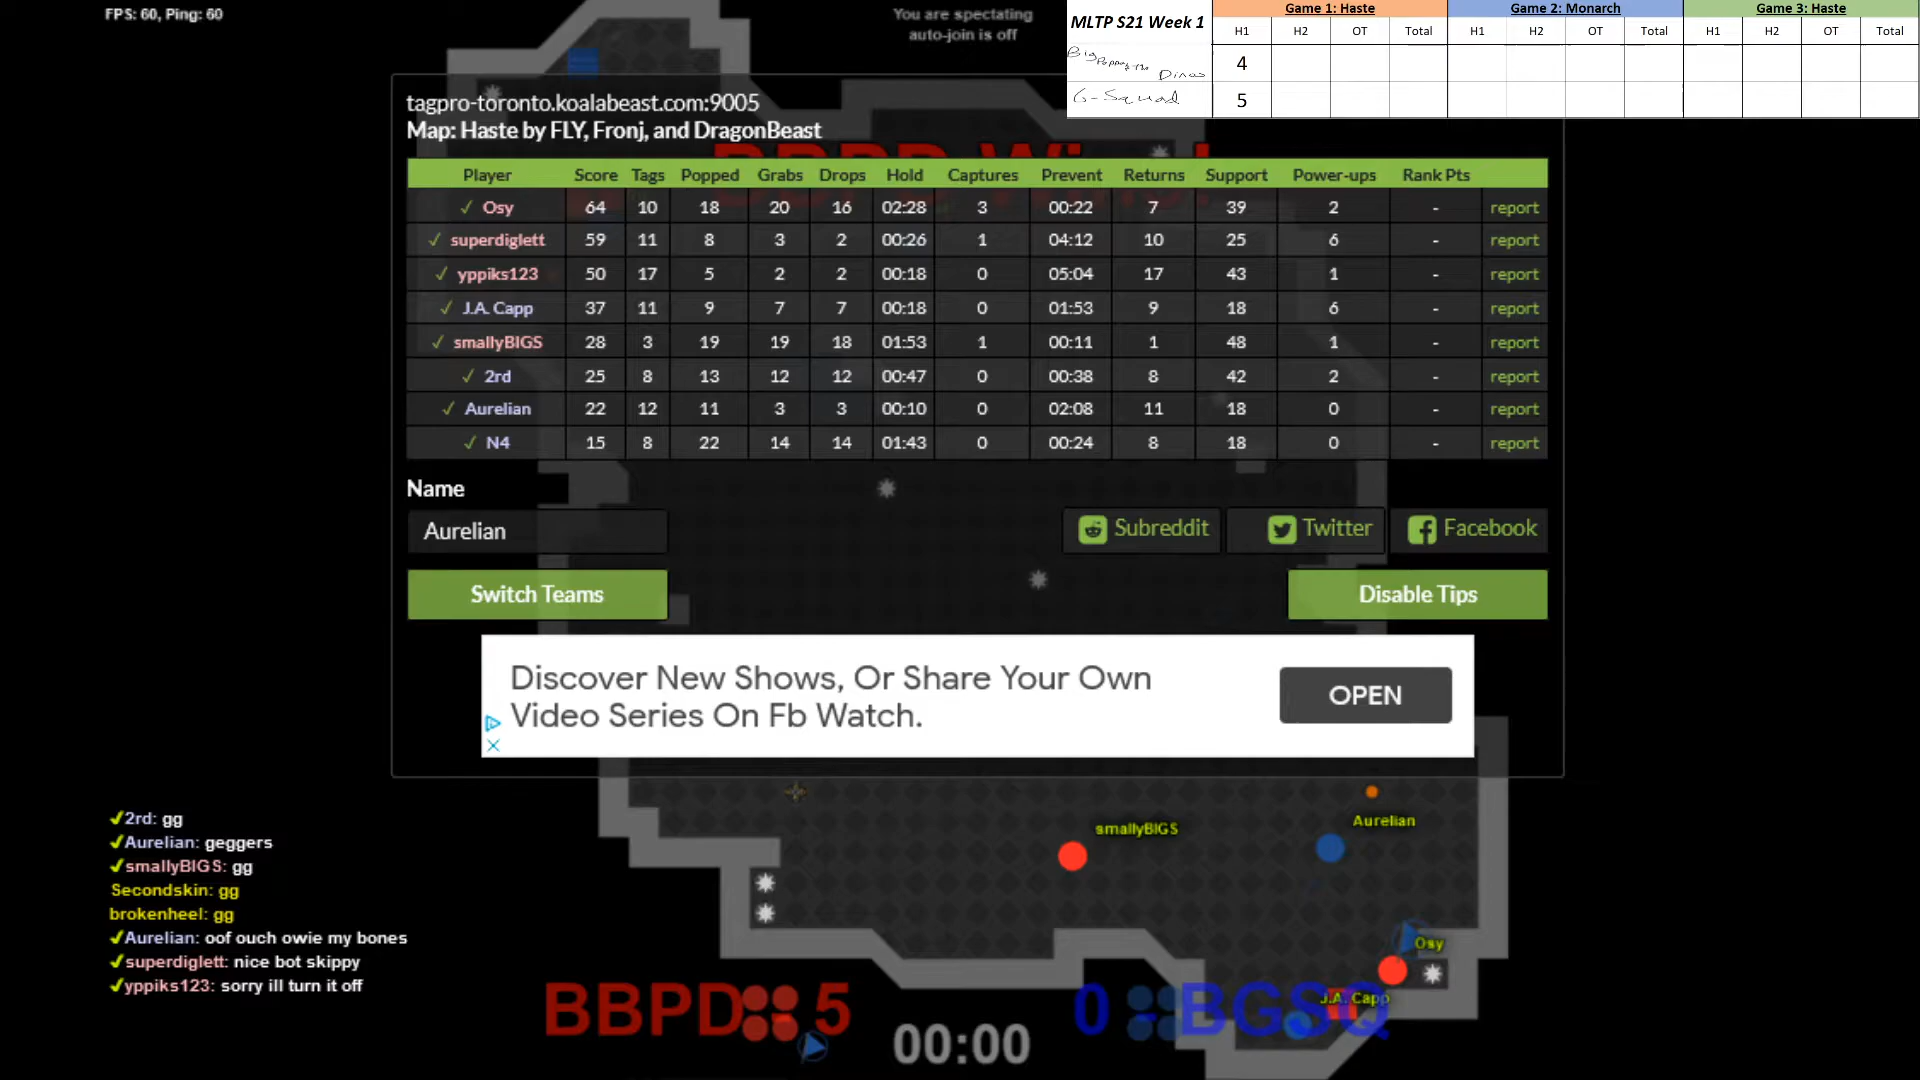 FPS: 60, Ping: 60
You are spectating
auto-join is off
MLTP S21 Week 1 Game 1: Haste Game 2: Monarch Game 3: Haste
H1 H2 OT Total H1 H2 OT Total H1 H2 OT Total
Big Poppa & the Dinos 4
G-Squad 5
tagpro-toronto.koalabeast.com:9005
Map: Haste by FLY, Fronj, and DragonBeast
BBPD Wins!
Player Score Tags Popped Grabs Drops Hold Captures Prevent Returns Support Power-ups Rank Pts
✓ Osy 64 10 18 20 16 02:28 3 00:22 7 39 2 - report
✓ superdiglett 59 11 8 3 2 00:26 1 04:12 10 25 6 - report
✓ yppiks123 50 17 5 2 2 00:18 0 05:04 17 43 1 - report
✓ J.A. Capp 37 11 9 7 7 00:18 0 01:53 9 18 6 - report
✓ smallyBIGS 28 3 19 19 18 01:53 1 00:11 1 48 1 - report
✓ 2rd 25 8 13 12 12 00:47 0 00:38 8 42 2 - report
✓ Aurelian 22 12 11 3 3 00:10 0 02:08 11 18 0 - report
✓ N4 15 8 22 14 14 01:43 0 00:24 8 18 0 - report
Name
Aurelian
Subreddit Twitter Facebook
Switch Teams Disable Tips
Discover New Shows, Or Share Your Own
Video Series On Fb Watch.
OPEN
smallyBIGS
Aurelian
Osy
J.A. Capp
✓2rd: gg
✓Aurelian: geggers
✓smallyBIGS: gg
Secondskin: gg
brokenheel: gg
✓Aurelian: oof ouch owie my bones
✓superdiglett: nice bot skippy
✓yppiks123: sorry ill turn it off
BBPD - 5 0 - BGSQ
00:00